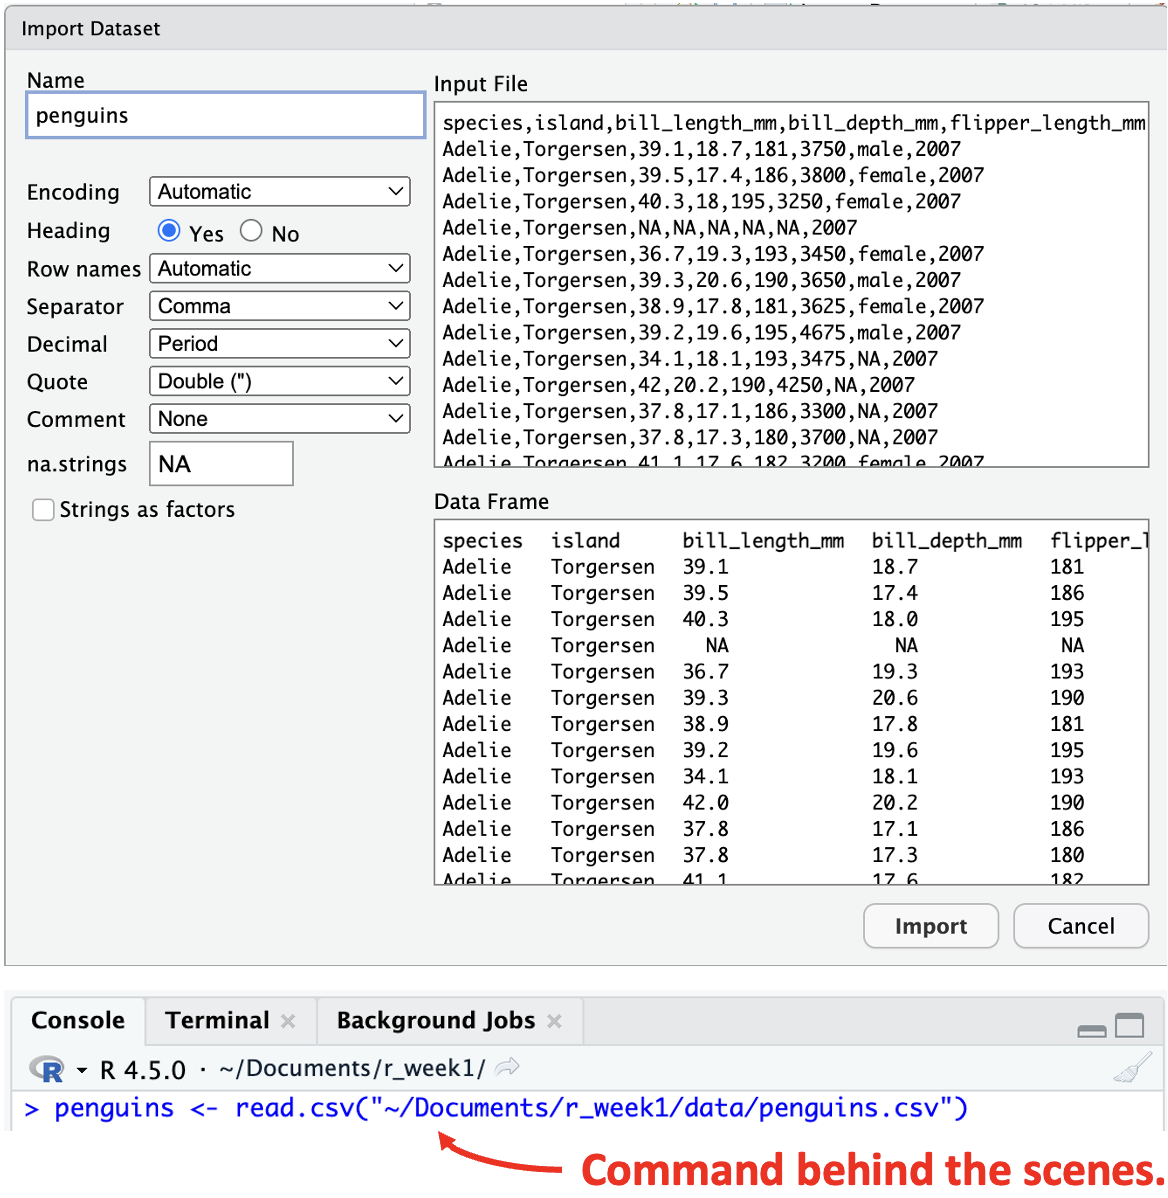 Import Dataset
Name
penguins
Encoding Automatic
Heading Yes No
Row names Automatic
Separator Comma
Decimal Period
Quote Double (")
Comment None
na.strings NA
Strings as factors
Input File
species,island,bill_length_mm,bill_depth_mm,flipper_length_mm
Adelie,Torgersen,39.1,18.7,181,3750,male,2007
Adelie,Torgersen,39.5,17.4,186,3800,female,2007
Adelie,Torgersen,40.3,18,195,3250,female,2007
Adelie,Torgersen,NA,NA,NA,NA,NA,2007
Adelie,Torgersen,36.7,19.3,193,3450,female,2007
Adelie,Torgersen,39.3,20.6,190,3650,male,2007
Adelie,Torgersen,38.9,17.8,181,3625,female,2007
Adelie,Torgersen,39.2,19.6,195,4675,male,2007
Adelie,Torgersen,34.1,18.1,193,3475,NA,2007
Adelie,Torgersen,42,20.2,190,4250,NA,2007
Adelie,Torgersen,37.8,17.1,186,3300,NA,2007
Adelie,Torgersen,37.8,17.3,180,3700,NA,2007
Adelie,Torgersen,41.1,17.6,182,3200,female,2007
Data Frame
species island bill_length_mm bill_depth_mm flipper_l
Adelie Torgersen 39.1 18.7 181
Adelie Torgersen 39.5 17.4 186
Adelie Torgersen 40.3 18.0 195
Adelie Torgersen NA NA NA
Adelie Torgersen 36.7 19.3 193
Adelie Torgersen 39.3 20.6 190
Adelie Torgersen 38.9 17.8 181
Adelie Torgersen 39.2 19.6 195
Adelie Torgersen 34.1 18.1 193
Adelie Torgersen 42.0 20.2 190
Adelie Torgersen 37.8 17.1 186
Adelie Torgersen 37.8 17.3 180
Adelie Torgersen 41.1 17.6 182
Import Cancel
Console Terminal Background Jobs
R R 4.5.0 · ~/Documents/r_week1/
> penguins <- read.csv("~/Documents/r_week1/data/penguins.csv")
Command behind the scenes.